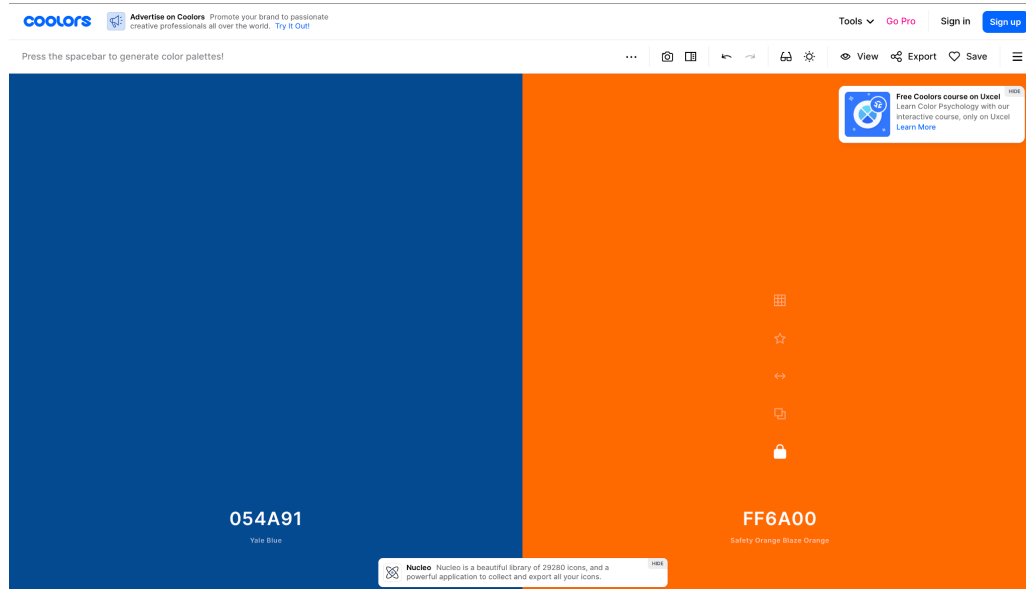 coolors
Advertise on Coolors Promote your brand to passionate
creative professionals all over the world. Try It Out!
Tools Go Pro Sign in Sign up
Press the spacebar to generate color palettes!
View Export Save
Free Coolors course on Uxcel HIDE
Learn Color Psychology with our
interactive course, only on Uxcel
Learn More
054A91
Yale Blue
FF6A00
Safety Orange Blaze Orange
Nucleo Nucleo is a beautiful library of 29280 icons, and a HIDE
powerful application to collect and export all your icons.